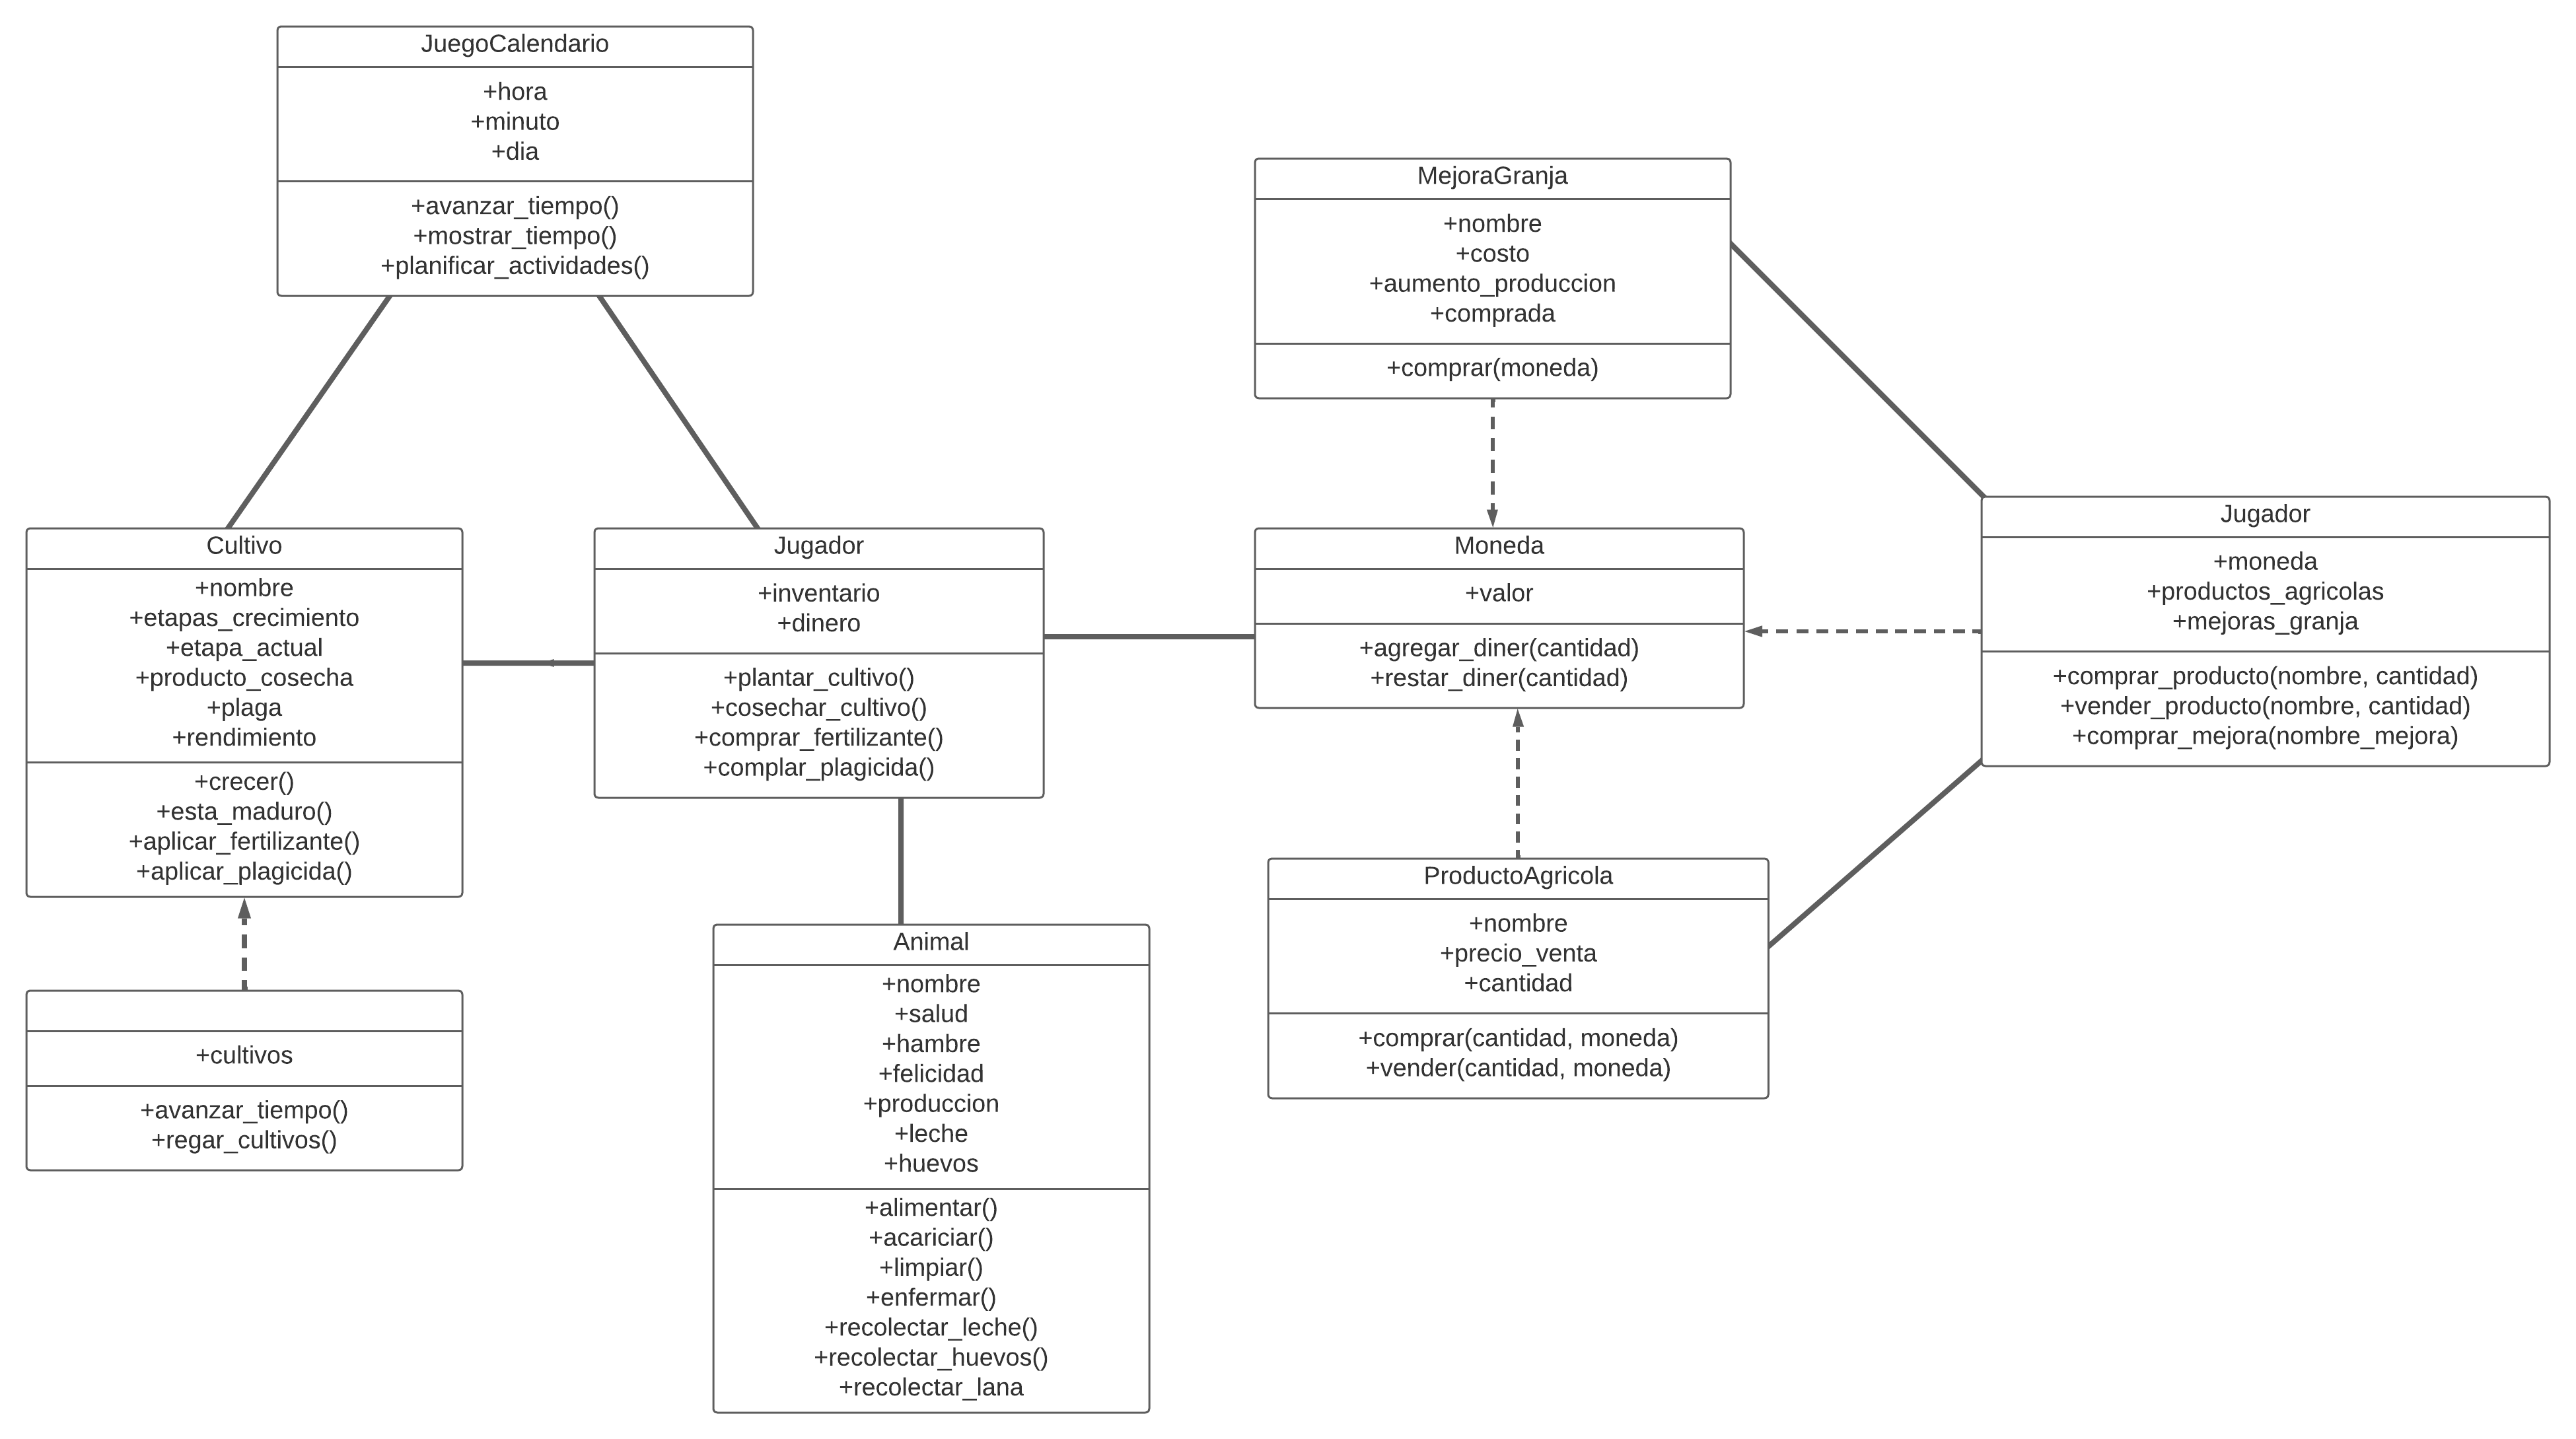 JuegoCalendario
+hora
+minuto
+dia
+avanzar_tiempo()
+mostrar_tiempo()
+planificar_actividades()
MejoraGranja
+nombre
+costo
+aumento_produccion
+comprada
+comprar(moneda)
Cultivo
+nombre
+etapas_crecimiento
+etapa_actual
+producto_cosecha
+plaga
+rendimiento
+crecer()
+esta_maduro()
+aplicar_fertilizante()
+aplicar_plagicida()
Jugador
+inventario
+dinero
+plantar_cultivo()
+cosechar_cultivo()
+comprar_fertilizante()
+complar_plagicida()
Moneda
+valor
+agregar_diner(cantidad)
+restar_diner(cantidad)
Jugador
+moneda
+productos_agricolas
+mejoras_granja
+comprar_producto(nombre, cantidad)
+vender_producto(nombre, cantidad)
+comprar_mejora(nombre_mejora)
+cultivos
+avanzar_tiempo()
+regar_cultivos()
Animal
+nombre
+salud
+hambre
+felicidad
+produccion
+leche
+huevos
+alimentar()
+acariciar()
+limpiar()
+enfermar()
+recolectar_leche()
+recolectar_huevos()
+recolectar_lana
ProductoAgricola
+nombre
+precio_venta
+cantidad
+comprar(cantidad, moneda)
+vender(cantidad, moneda)